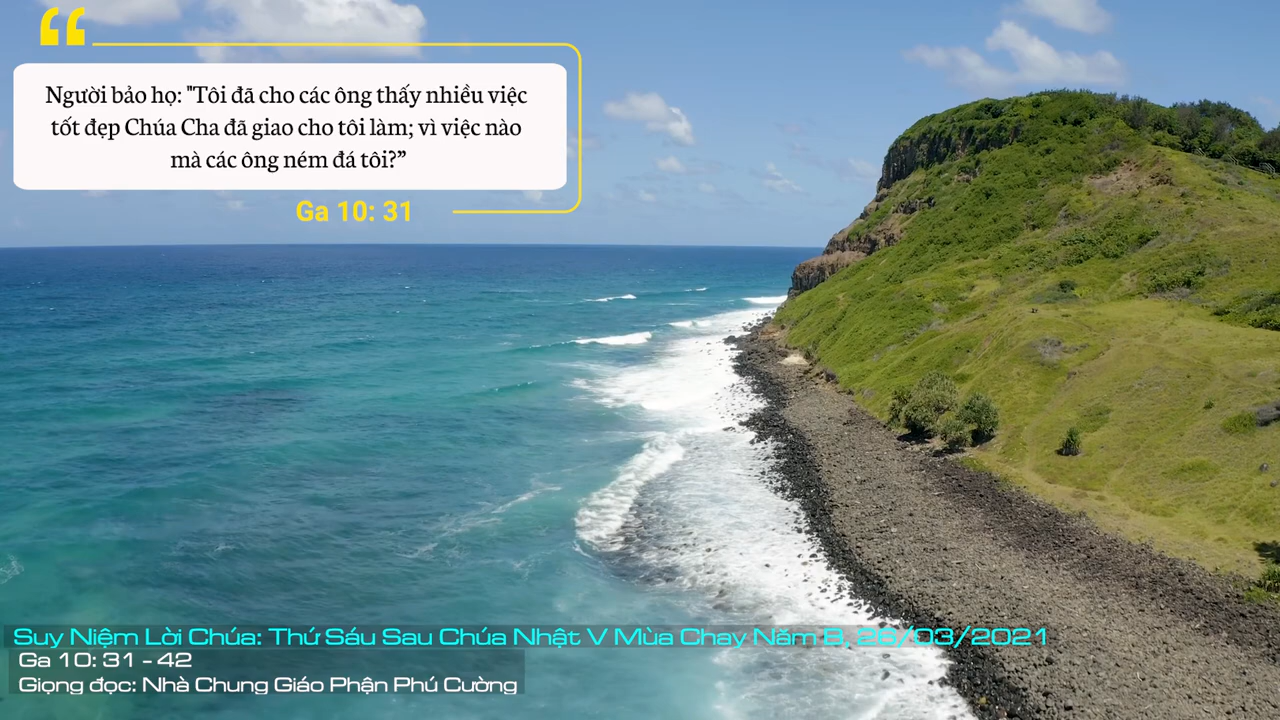 Người bảo họ: "Tôi đã cho các ông thấy nhiều việc
tốt đẹp Chúa Cha đã giao cho tôi làm; vì việc nào
mà các ông ném đá tôi?”
Ga 10: 31
Suy Niệm Lời Chúa: Thứ Sáu Sau Chúa Nhật V Mùa Chay Năm B, 26/03/2021
Ga 10: 31 - 42
Giọng đọc: Nhà Chung Giáo Phận Phú Cường